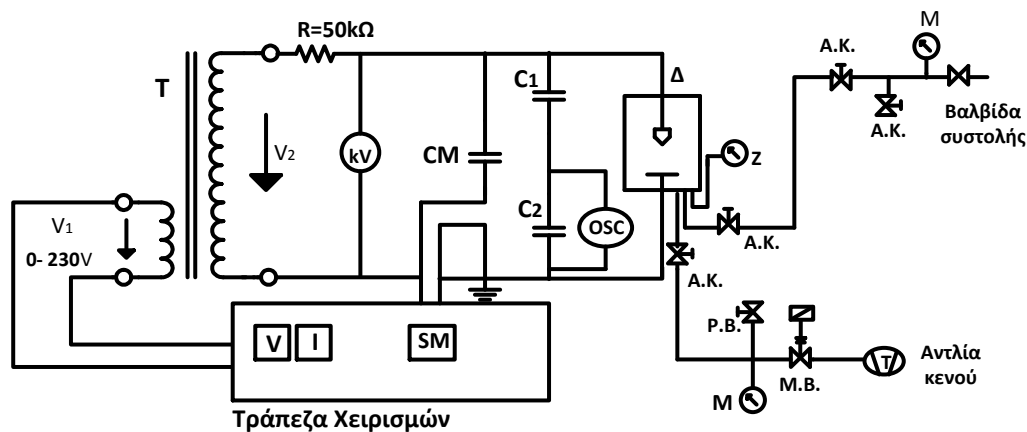 R=50kΩ
T
V₂
kV
CM
C1
C2
OSC
Δ
Z
A.K.
M
A.K.
Βαλβίδα
συστολής
A.K.
A.K.
V₁
0- 230V
V
I
SM
P.B.
M.B.
M
T
Αντλία
κενού
Τράπεζα Χειρισμών